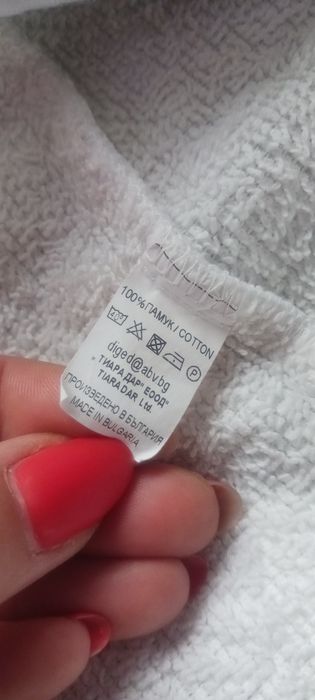 100% ПАМУК / COTTON
P
diged@abv.bg
"ТИАРА ДАР" ЕООД
TIARA DAR Ltd.
ПРОИЗВЕДЕНО В БЪЛГАРИЯ
MADE IN BULGARIA